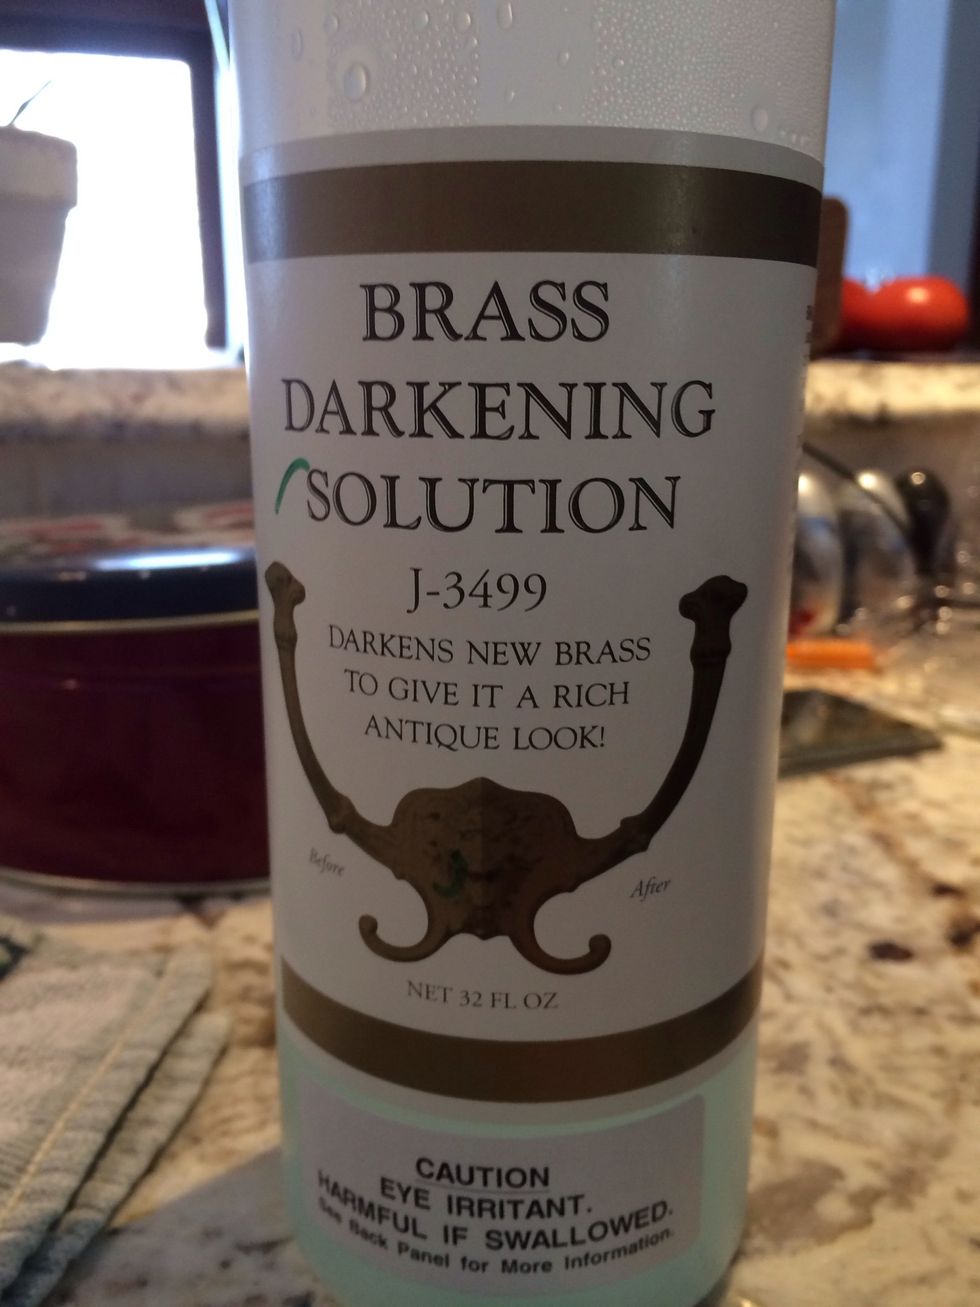 BRASS
DARKENING
SOLUTION
J-3499
DARKENS NEW BRASS
TO GIVE IT A RICH
ANTIQUE LOOK!
Before
After
NET 32 FL OZ
CAUTION
EYE IRRITANT.
HARMFUL IF SWALLOWED.
See Back Panel for More Information.